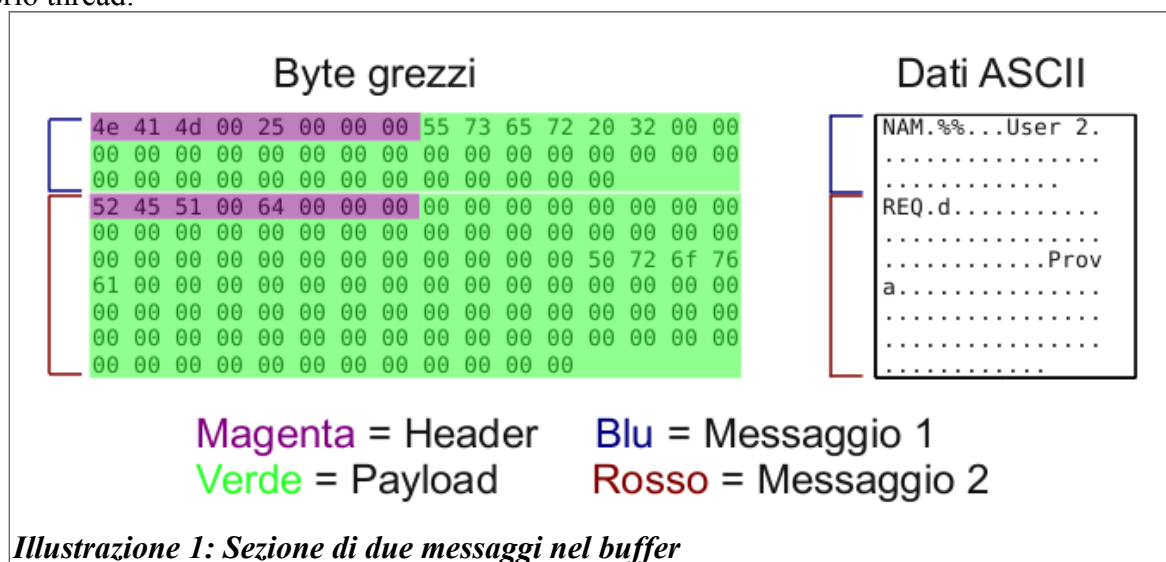 orio thread.
Byte grezzi
4e 41 4d 00 25 00 00 00 55 73 65 72 20 32 00 00
00 00 00 00 00 00 00 00 00 00 00 00 00 00 00 00
00 00 00 00 00 00 00 00 00 00 00 00 00
52 45 51 00 64 00 00 00 00 00 00 00 00 00 00 00
00 00 00 00 00 00 00 00 00 00 00 00 00 00 00 00
00 00 00 00 00 00 00 00 00 00 00 00 50 72 6f 76
61 00 00 00 00 00 00 00 00 00 00 00 00 00 00 00
00 00 00 00 00 00 00 00 00 00 00 00 00 00 00 00
00 00 00 00 00 00 00 00 00 00 00 00 00 00 00 00
00 00 00 00 00 00 00 00 00 00 00 00
Dati ASCII
NAM.%%...User 2.
................
.............
REQ.d...........
................
............Prov
a...............
................
................
............
Magenta = Header
Verde = Payload
Blu = Messaggio 1
Rosso = Messaggio 2
Illustrazione 1: Sezione di due messaggi nel buffer